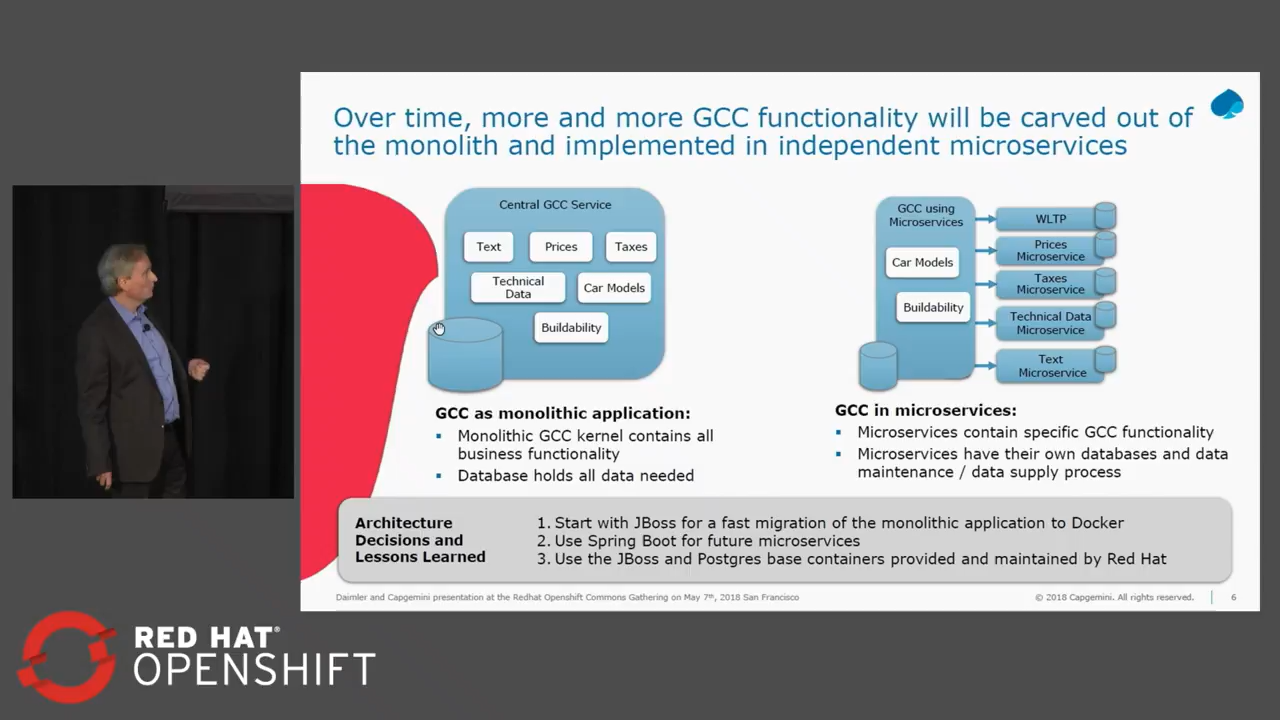 Over time, more and more GCC functionality will be carved out of
the monolith and implemented in independent microservices
Central GCC Service
Text
Prices
Taxes
Technical
Data
Car Models
Buildability
GCC using
Microservices
Car Models
Buildability
WLTP
Prices
Microservice
Taxes
Microservice
Technical Data
Microservice
Text
Microservice
GCC as monolithic application:
▪ Monolithic GCC kernel contains all
business functionality
▪ Database holds all data needed
GCC in microservices:
▪ Microservices contain specific GCC functionality
▪ Microservices have their own databases and data
maintenance / data supply process
Architecture
Decisions and
Lessons Learned
1. Start with JBoss for a fast migration of the monolithic application to Docker
2. Use Spring Boot for future microservices
3. Use the JBoss and Postgres base containers provided and maintained by Red Hat
Daimler and Capgemini presentation at the Redhat Openshift Commons Gathering on May 7th, 2018 San Francisco
© 2018 Capgemini. All rights reserved.
6
RED HAT®
OPENSHIFT